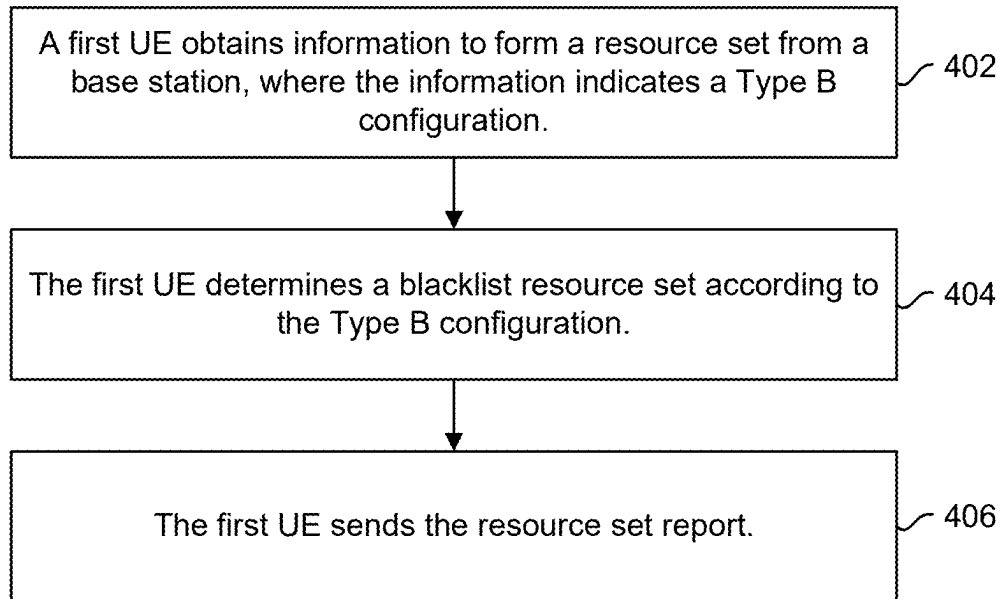 A first UE obtains information to form a resource set from a
base station, where the information indicates a Type B
configuration.
402
The first UE determines a blacklist resource set according to
the Type B configuration.
404
The first UE sends the resource set report.
406